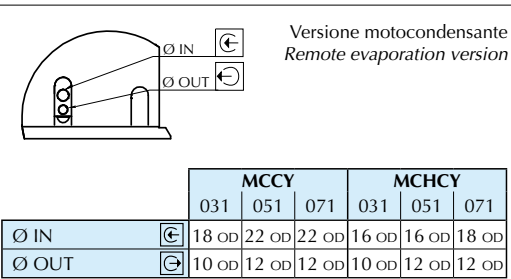 Versione motocondensante
Remote evaporation version
Ø IN
Ø OUT
MCCY MCHCY
031 051 071 031 051 071
Ø IN 18 OD 22 OD 22 OD 16 OD 16 OD 18 OD
Ø OUT 10 OD 12 OD 12 OD 10 OD 12 OD 12 OD